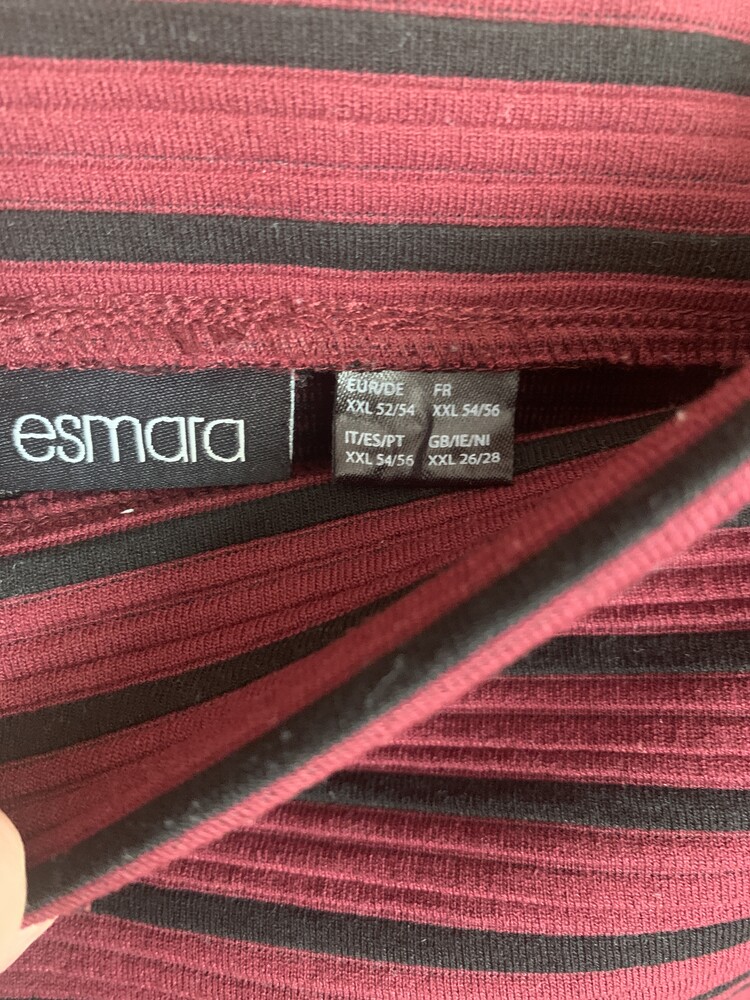 esmara
EUR/DE FR
XXL 52/54 XXL 54/56
IT/ES/PT GB/IE/NI
XXL 54/56 XXL 26/28